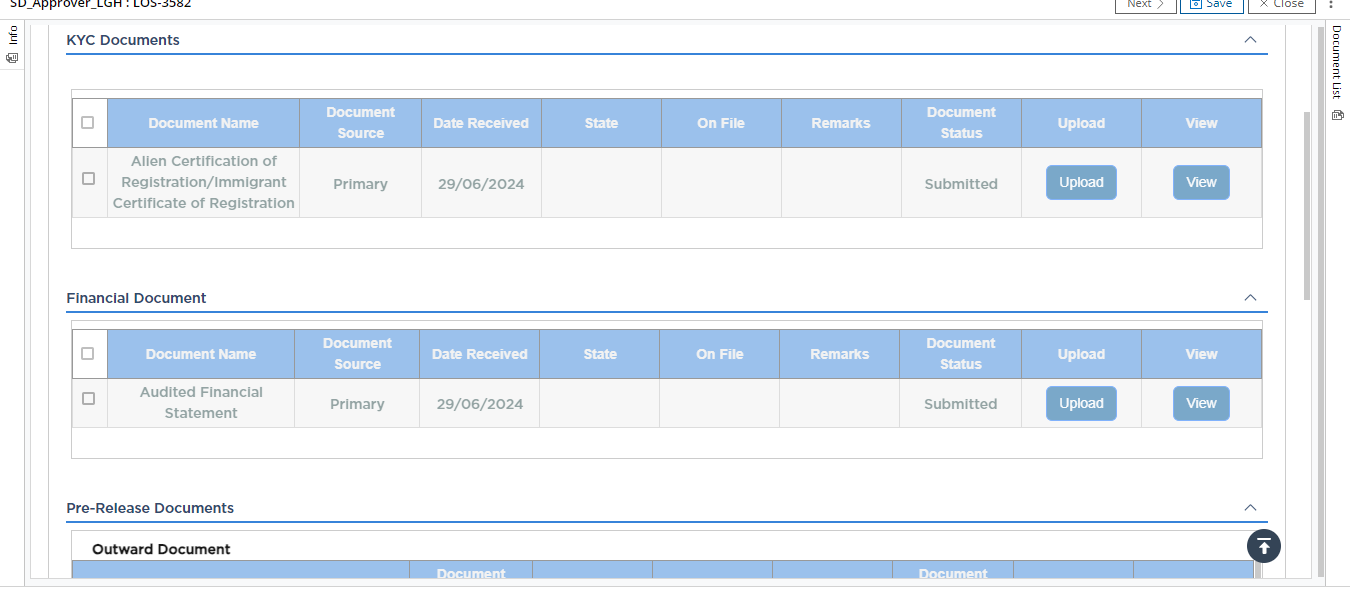 SD_Approver_LGH : LOS-3582
Next
Save
Close
Info
Document List
KYC Documents
Document Name
Document
Source
Date Received
State
On File
Remarks
Document
Status
Upload
View
Alien Certification of
Registration/Immigrant
Certificate of Registration
Primary
29/06/2024
Submitted
Upload
View
Financial Document
Document Name
Document
Source
Date Received
State
On File
Remarks
Document
Status
Upload
View
Audited Financial
Statement
Primary
29/06/2024
Submitted
Upload
View
Pre-Release Documents
Outward Document
Document
Document